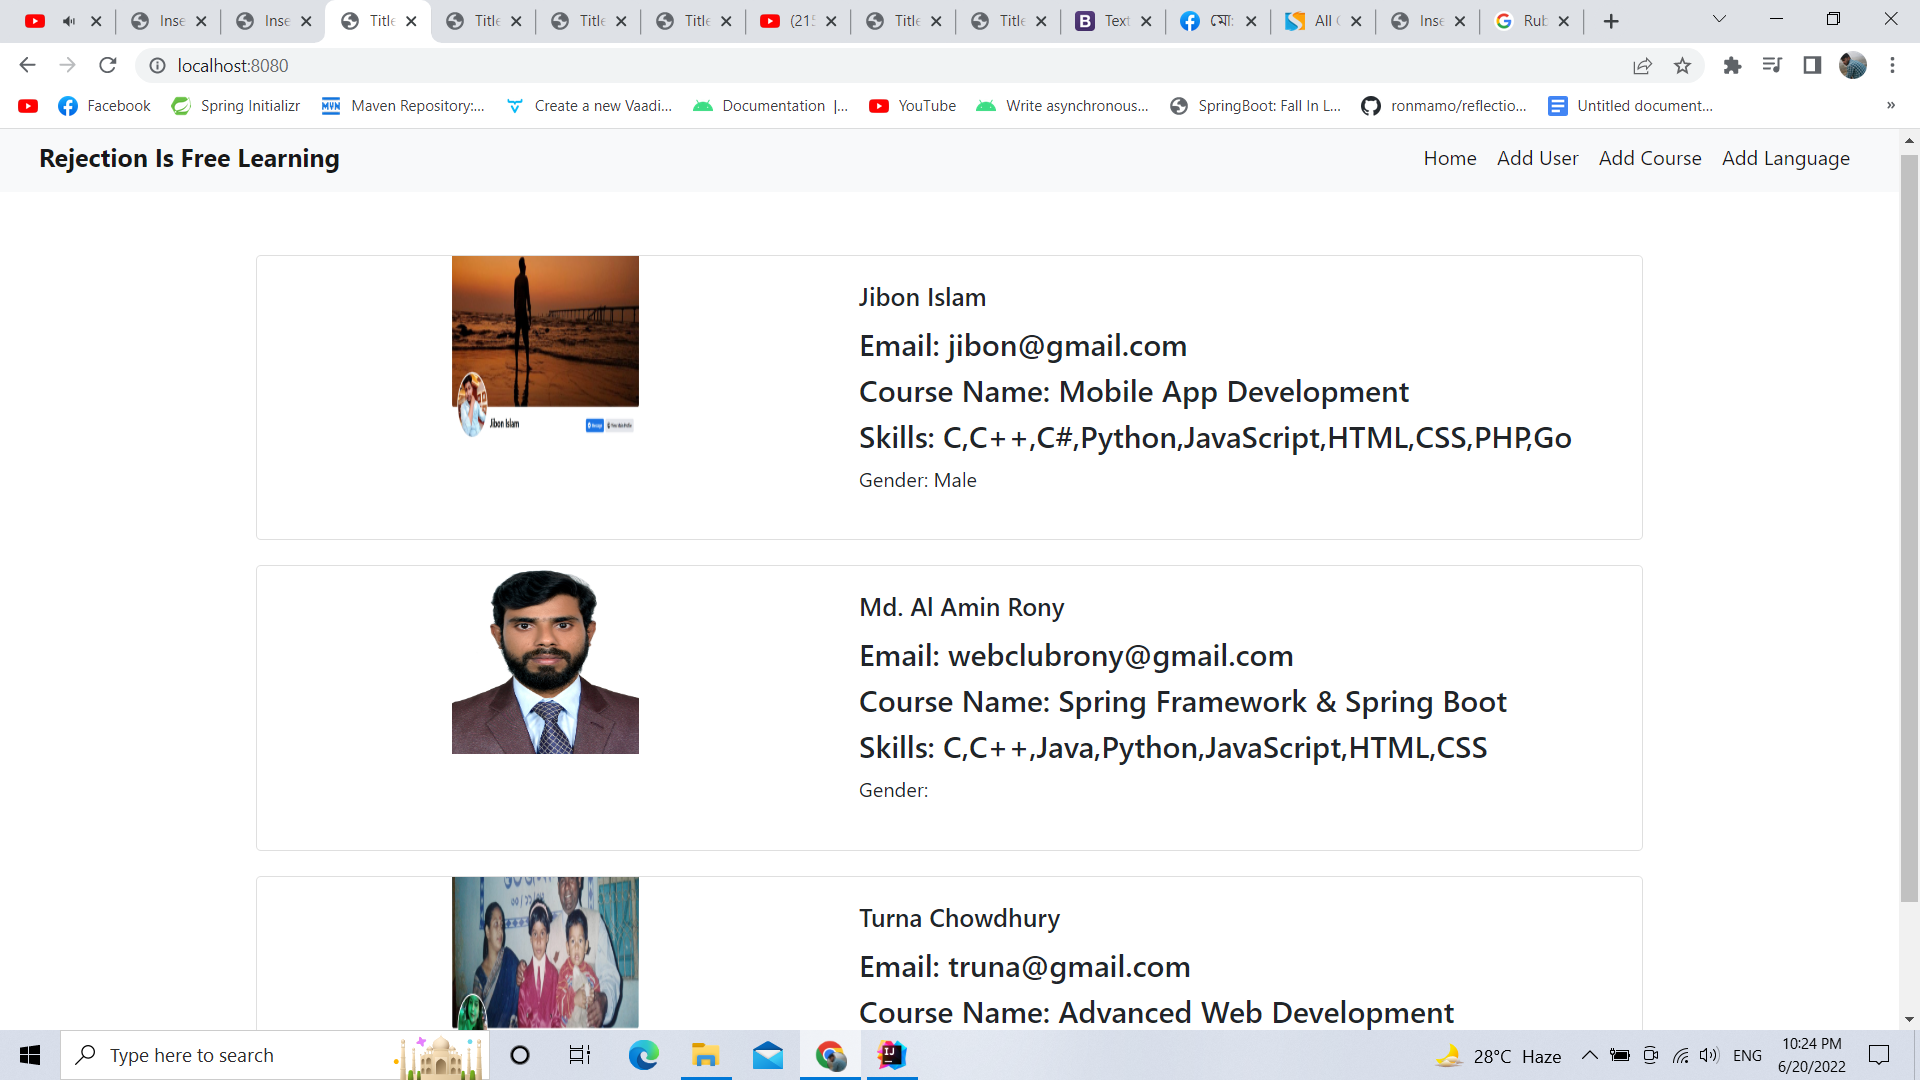 Inse
Inse
Title
Title
Title
Title
(215
Title
Title
Text
মো:
All
Inse
Rub
localhost:8080
Facebook
Spring Initializr
Maven Repository:...
Create a new Vaadi...
Documentation |...
YouTube
Write asynchronous...
SpringBoot: Fall In L...
ronmamo/reflectio...
Untitled document...
»
Rejection Is Free Learning
Home Add User Add Course Add Language
Jibon Islam
Jibon Islam
Email: jibon@gmail.com
Course Name: Mobile App Development
Skills: C,C++,C#,Python,JavaScript,HTML,CSS,PHP,Go
Gender: Male
Md. Al Amin Rony
Email: webclubrony@gmail.com
Course Name: Spring Framework & Spring Boot
Skills: C,C++,Java,Python,JavaScript,HTML,CSS
Gender:
Turna Chowdhury
Email: truna@gmail.com
Course Name: Advanced Web Development
Type here to search
28°C Haze
ENG
10:24 PM
6/20/2022